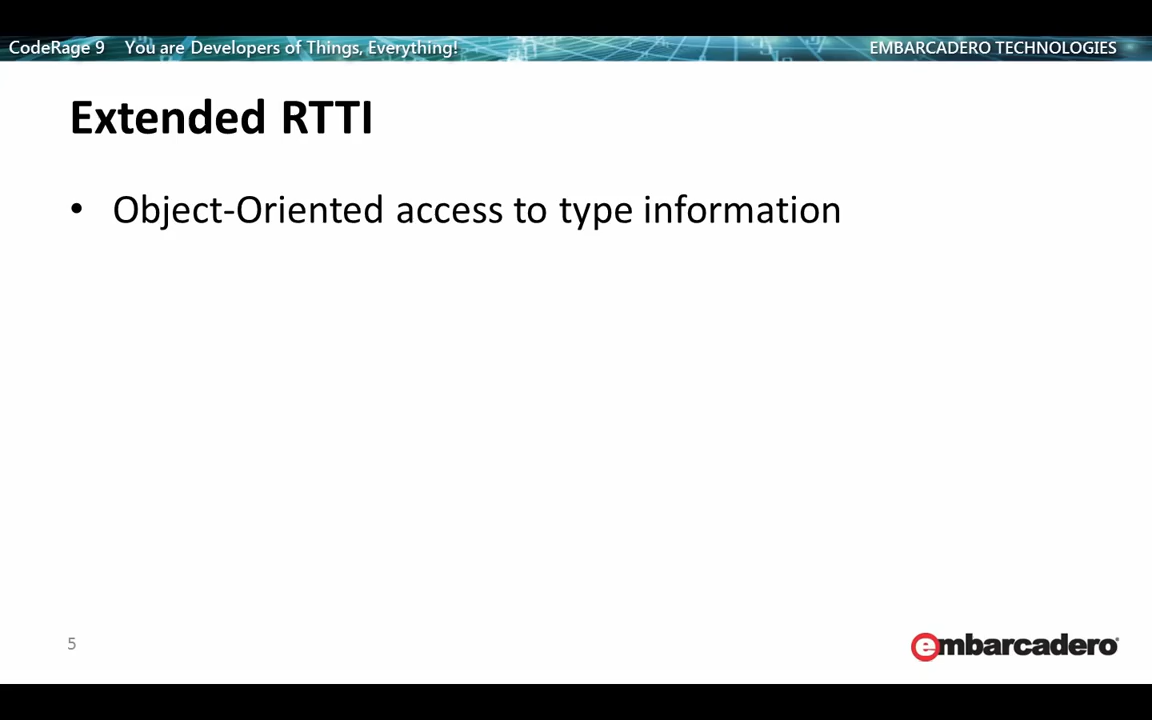 CodeRage 9 You are Developers of Things, Everything! EMBARCADERO TECHNOLOGIES
Extended RTTI
• Object-Oriented access to type information
5 embarcadero